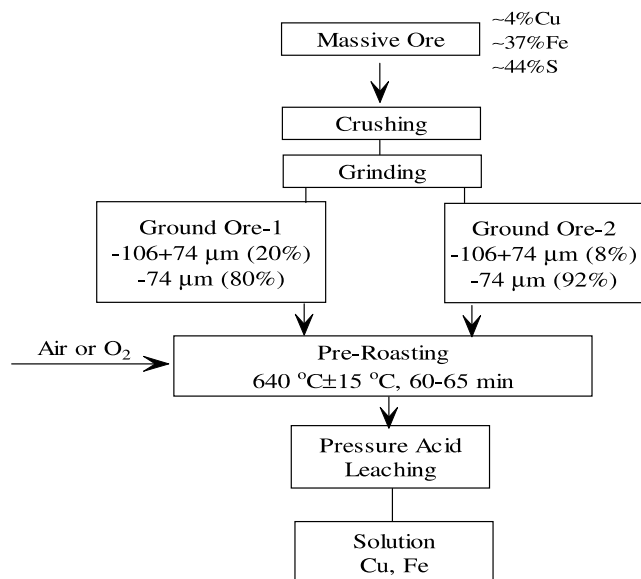 Massive Ore
~4%Cu
~37%Fe
~44%S
Crushing
Grinding
Ground Ore-1
-106+74 µm (20%)
-74 µm (80%)
Ground Ore-2
-106+74 µm (8%)
-74 µm (92%)
Air or O₂
Pre-Roasting
640 °C±15 °C, 60-65 min
Pressure Acid
Leaching
Solution
Cu, Fe